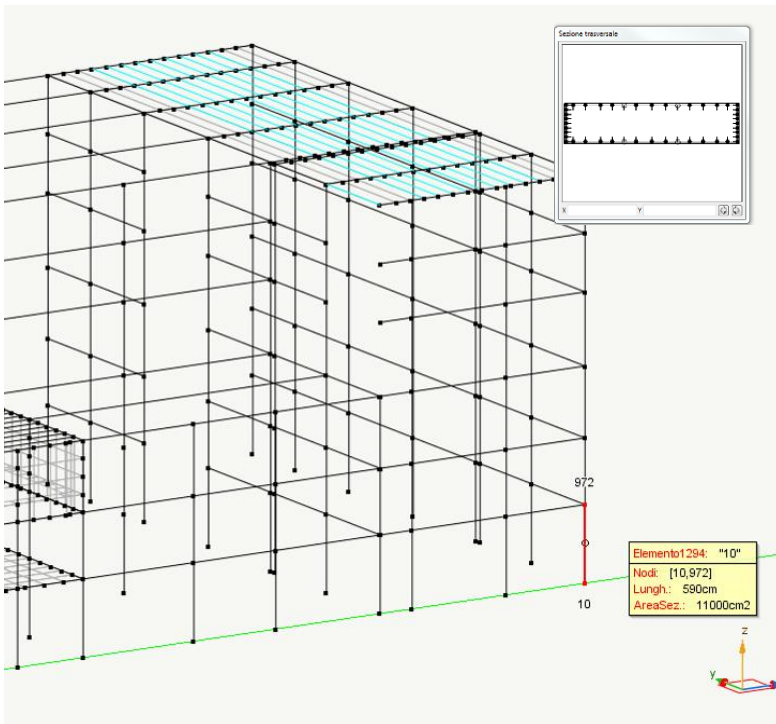 Sezione trasversale
X
Y
972
Elemento1294: "10"
Nodi: [10,972]
Lungh.: 590cm
AreaSez.: 11000cm2
10
z
y